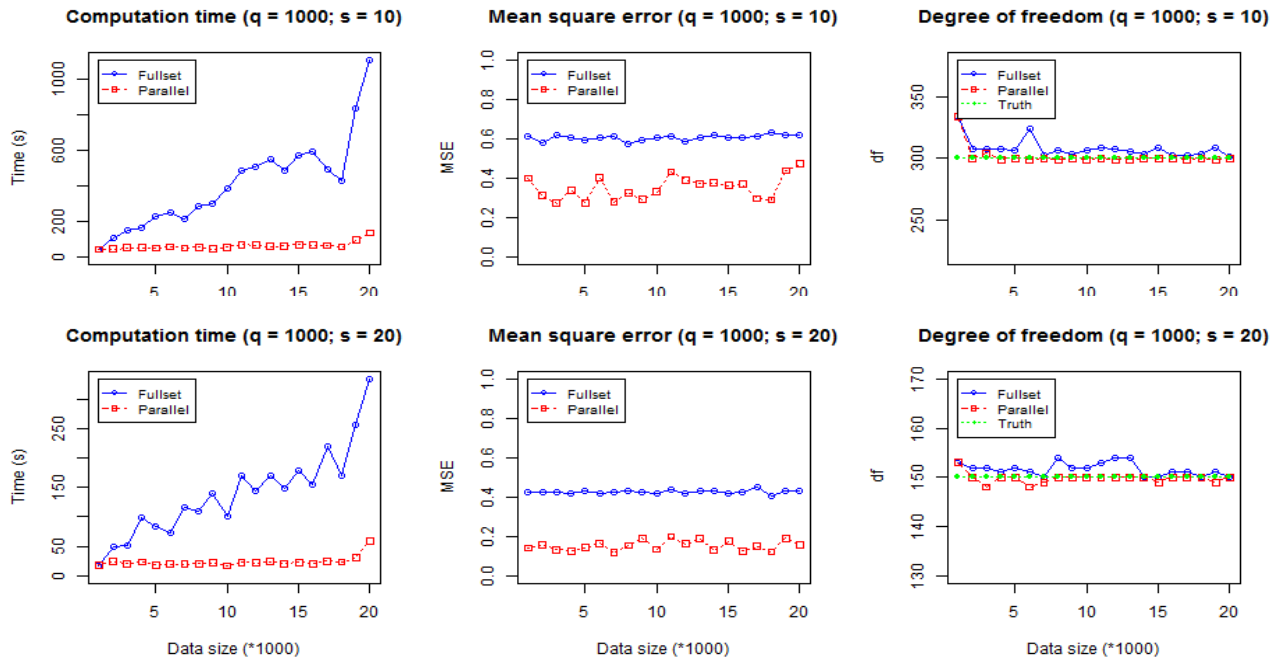 Computation time (q = 1000; s = 10)
Time (s)
0 200 600 1000
Fullset
Parallel
5 10 15 20
Mean square error (q = 1000; s = 10)
MSE
0.0 0.2 0.4 0.6 0.8 1.0
Fullset
Parallel
5 10 15 20
Degree of freedom (q = 1000; s = 10)
df
250 300 350
Fullset
Parallel
Truth
5 10 15 20
Computation time (q = 1000; s = 20)
Time (s)
0 50 150 250
Fullset
Parallel
5 10 15 20
Data size (*1000)
Mean square error (q = 1000; s = 20)
MSE
0.0 0.2 0.4 0.6 0.8 1.0
Fullset
Parallel
5 10 15 20
Data size (*1000)
Degree of freedom (q = 1000; s = 20)
df
130 140 150 160 170
Fullset
Parallel
Truth
5 10 15 20
Data size (*1000)